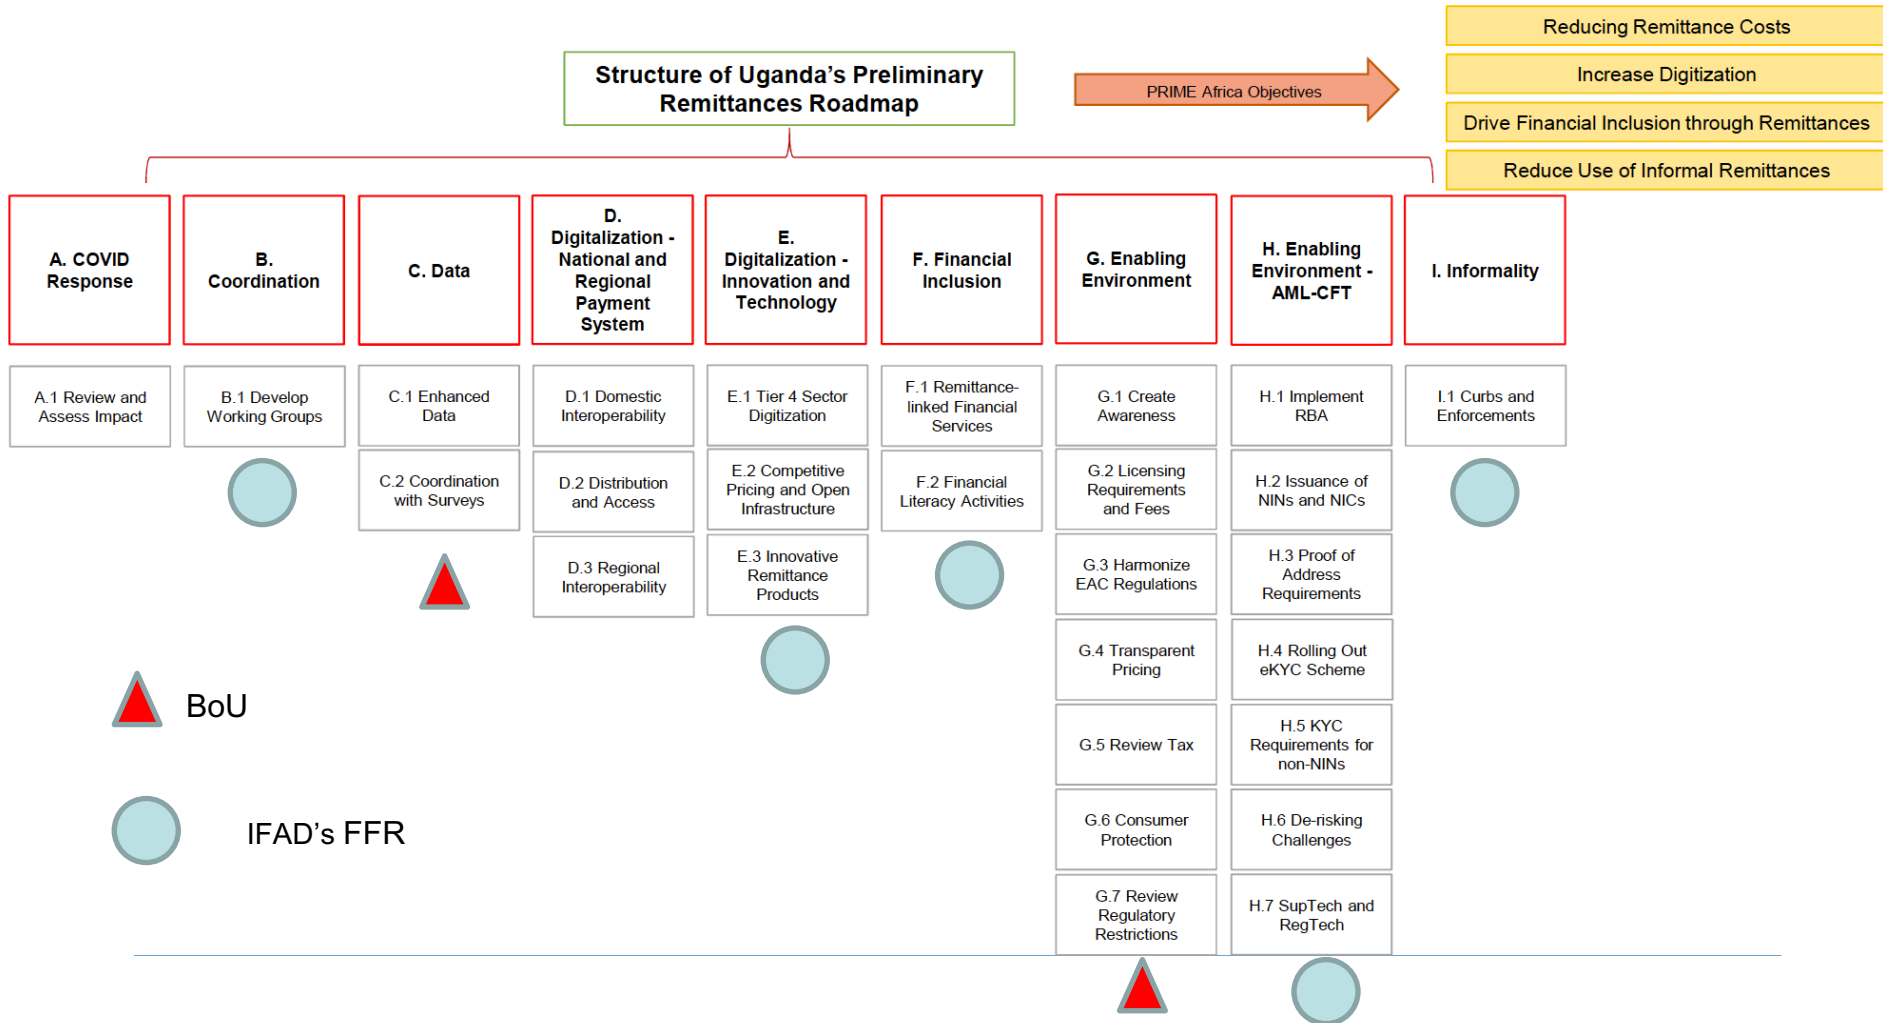 Reducing Remittance Costs
Increase Digitization
Drive Financial Inclusion through Remittances
Reduce Use of Informal Remittances
Structure of Uganda's Preliminary
Remittances Roadmap
PRIME Africa Objectives
A. COVID
Response
B.
Coordination
C. Data
D.
Digitalization -
National and
Regional
Payment
System
E.
Digitalization -
Innovation and
Technology
F. Financial
Inclusion
G. Enabling
Environment
H. Enabling
Environment -
AML-CFT
I. Informality
A.1 Review and
Assess Impact
B.1 Develop
Working Groups
C.1 Enhanced
Data
D.1 Domestic
Interoperability
E.1 Tier 4 Sector
Digitization
F.1 Remittance-
linked Financial
Services
G.1 Create
Awareness
H.1 Implement
RBA
I.1 Curbs and
Enforcements
C.2 Coordination
with Surveys
D.2 Distribution
and Access
E.2 Competitive
Pricing and Open
Infrastructure
F.2 Financial
Literacy Activities
G.2 Licensing
Requirements
and Fees
H.2 Issuance of
NINs and NICs
D.3 Regional
Interoperability
E.3 Innovative
Remittance
Products
G.3 Harmonize
EAC Regulations
H.3 Proof of
Address
Requirements
G.4 Transparent
Pricing
H.4 Rolling Out
eKYC Scheme
BoU
G.5 Review Tax
H.5 KYC
Requirements for
non-NINs
IFAD's FFR
G.6 Consumer
Protection
H.6 De-risking
Challenges
G.7 Review
Regulatory
Restrictions
H.7 SupTech and
RegTech